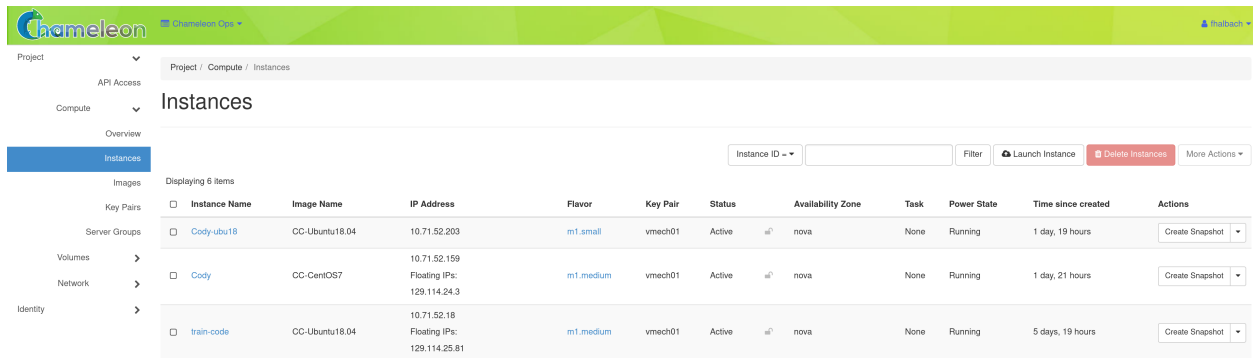 Chameleon
Chameleon Ops
fhalbach
Project
API Access
Compute
Overview
Instances
Images
Key Pairs
Server Groups
Volumes
Network
Identity
Project / Compute / Instances
Instances
Instance ID =
Filter
Launch Instance
Delete Instances
More Actions
Displaying 6 items
Instance Name Image Name IP Address Flavor Key Pair Status Availability Zone Task Power State Time since created Actions
Cody-ubu18 CC-Ubuntu18.04 10.71.52.203 m1.small vmech01 Active nova None Running 1 day, 19 hours Create Snapshot
10.71.52.159
Cody CC-CentOS7 Floating IPs: m1.medium vmech01 Active nova None Running 1 day, 21 hours Create Snapshot
129.114.24.3
10.71.52.18
train-code CC-Ubuntu18.04 Floating IPs: m1.medium vmech01 Active nova None Running 5 days, 19 hours Create Snapshot
129.114.25.81